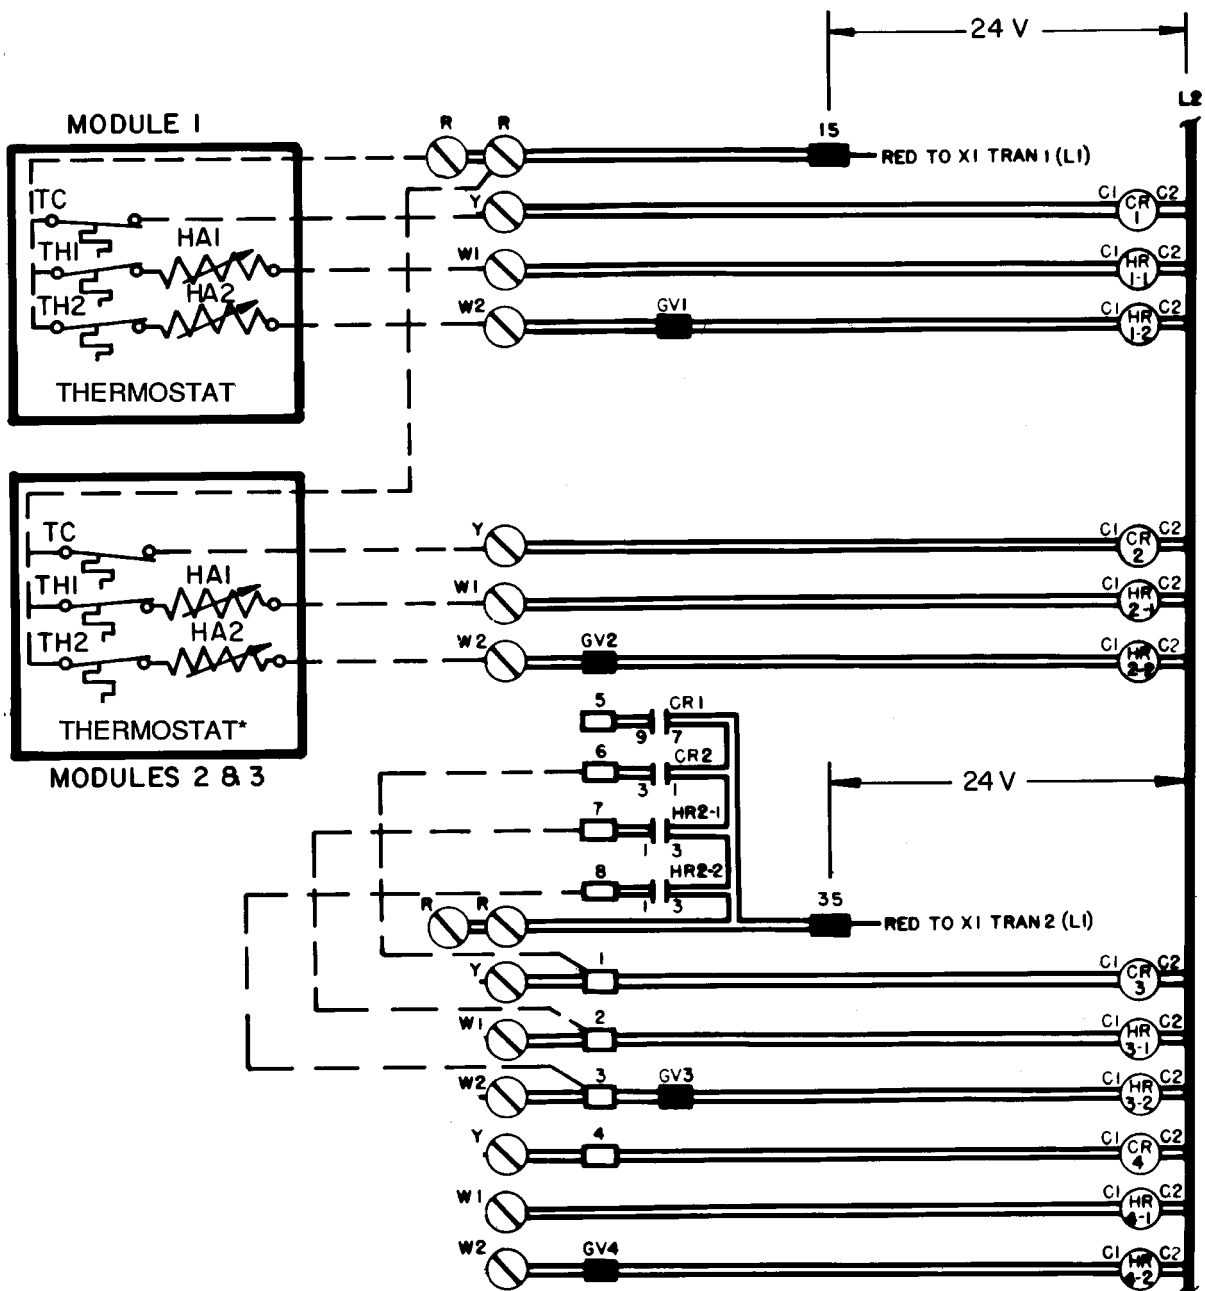 24 V
L2
MODULE 1
R R 15
RED TO X1 TRAN 1 (L1)
TC Y C1 CR 1 C2
TH1 HA1 W1 C1 HR 1-1 C2
TH2 HA2 W2 GV1 C1 HR 1-2 C2
THERMOSTAT
TC Y C1 CR 2 C2
TH1 HA1 W1 C1 HR 2-1 C2
TH2 HA2 W2 GV2 C1 HR 2-2 C2
THERMOSTAT*
MODULES 2 & 3
5 9 7 CR1
6 3 1 CR2
24 V
7 1 3 HR2-1
8 1 3 HR2-2
R R 35
RED TO X1 TRAN 2 (L1)
Y 1 C1 CR 3 C2
W1 2 C1 HR 3-1 C2
W2 3 GV3 C1 HR 3-2 C2
Y 4 C1 CR 4 C2
W1 C1 HR 4-1 C2
W2 GV4 C1 HR 4-2 C2